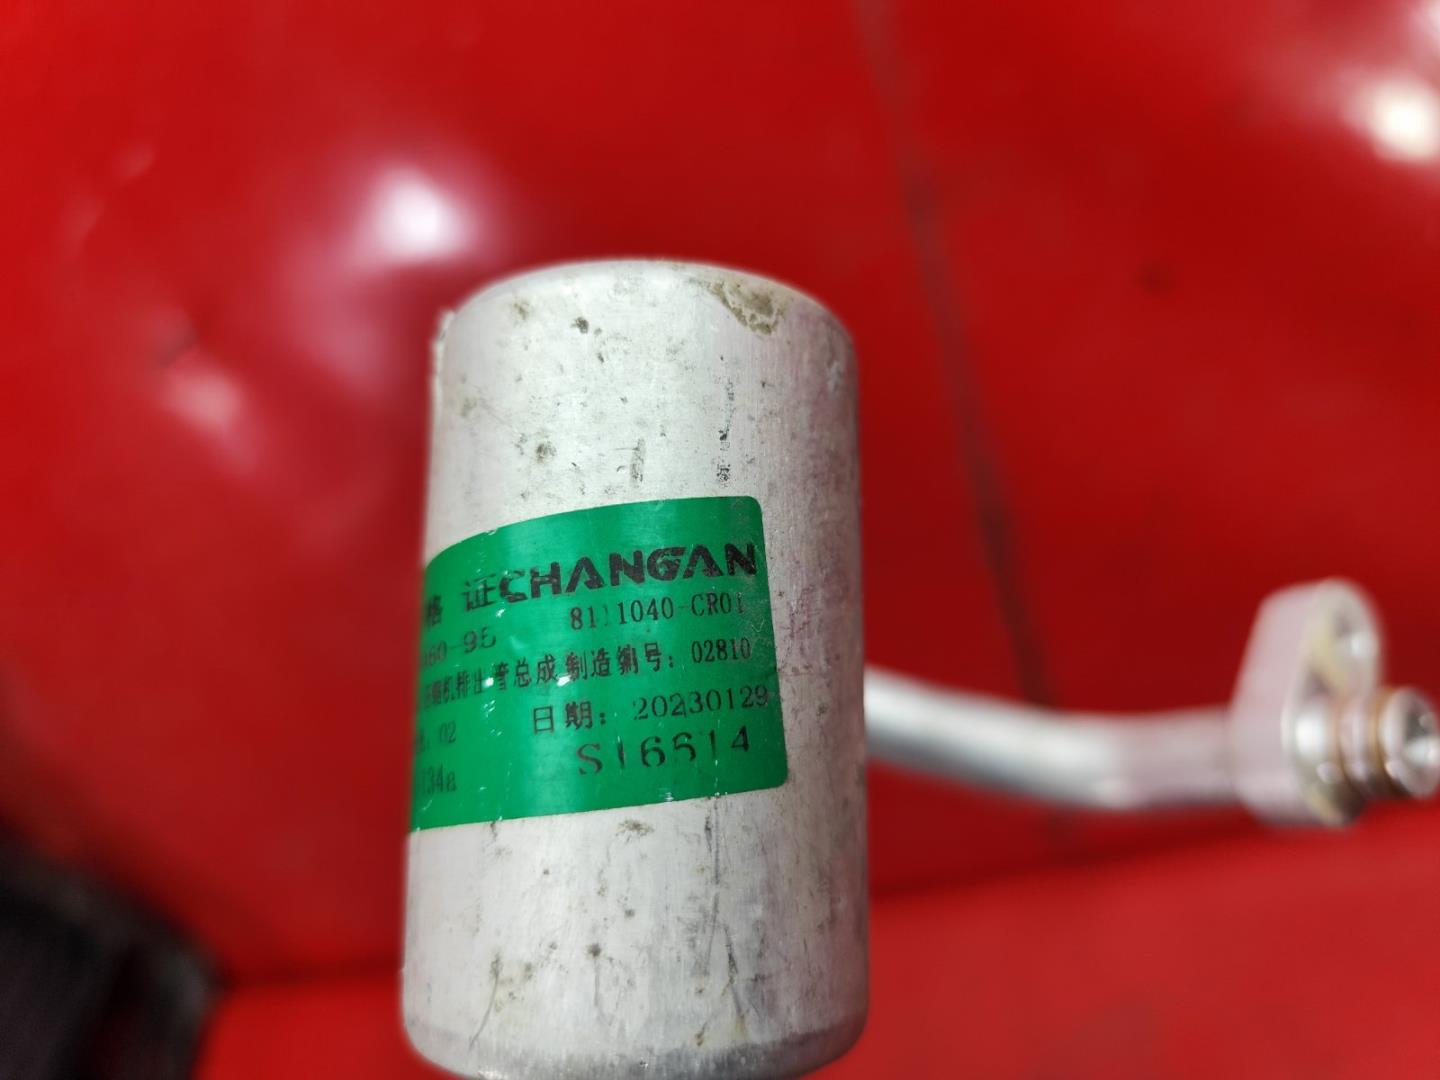 格 证CHANGAN
8111040-CR01
60-95
压缩机排出管总成 制造编号: 02810
02 日期: 20230129
134a S16614